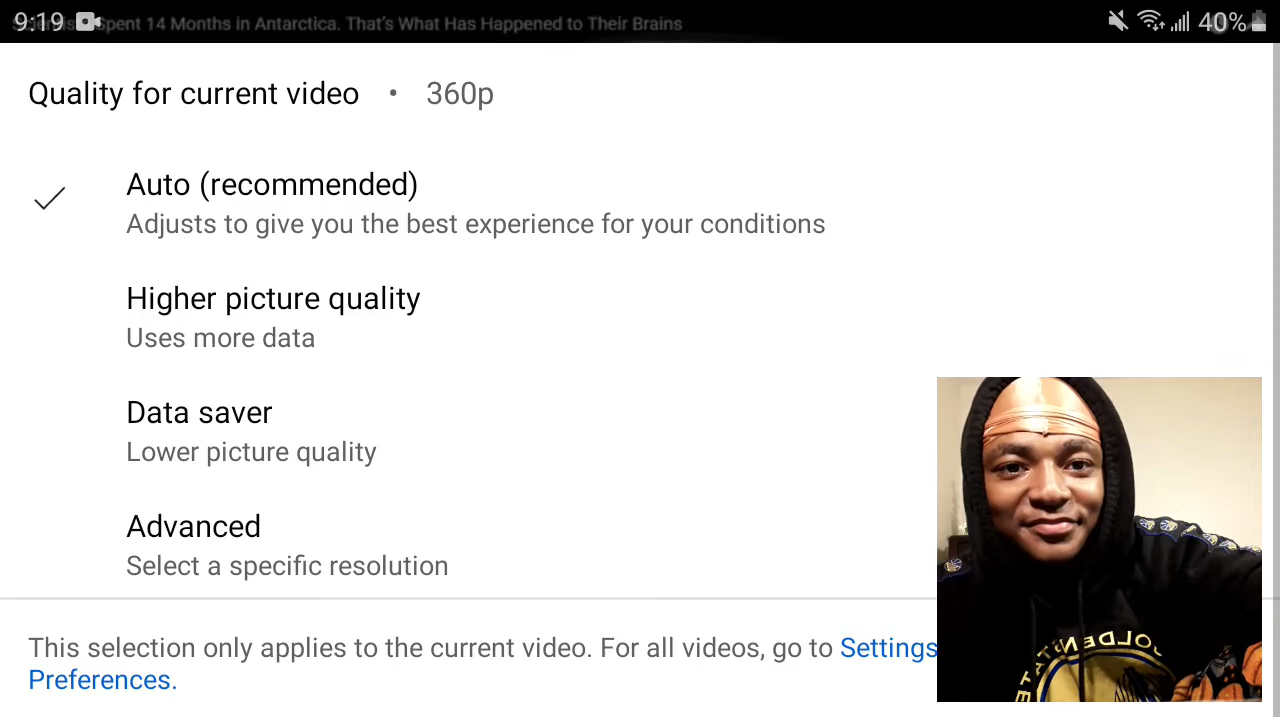 9:19 Spent 14 Months in Antarctica. That's What Has Happened to Their Brains 40%
Quality for current video • 360p
Auto (recommended)
Adjusts to give you the best experience for your conditions
Higher picture quality
Uses more data
Data saver
Lower picture quality
Advanced
Select a specific resolution
This selection only applies to the current video. For all videos, go to Settings
Preferences.
GOLDEN STATE